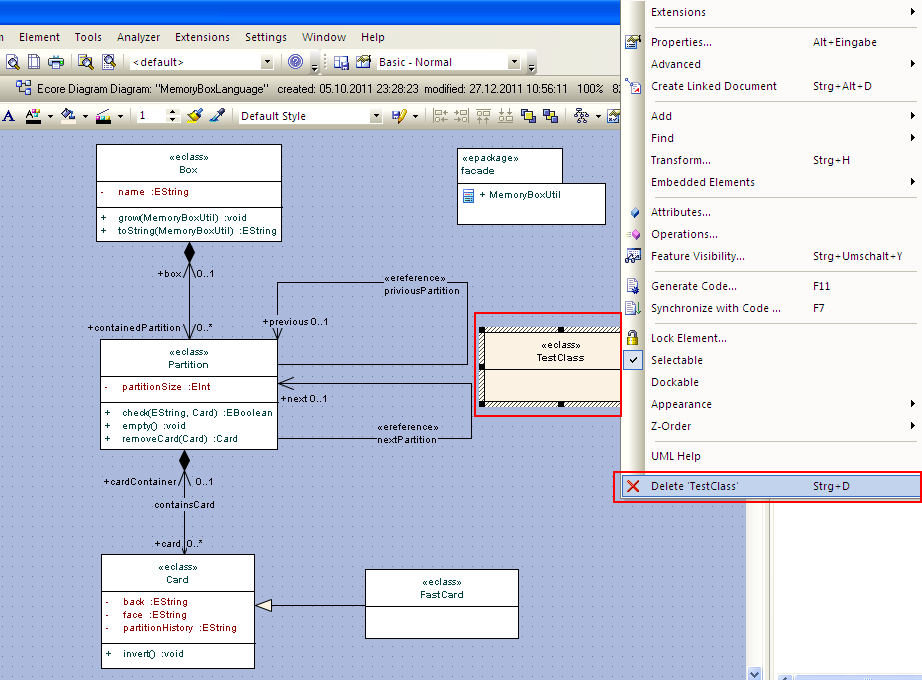 Element Tools Analyzer Extensions Settings Window Help
<default> Basic - Normal
Ecore Diagram Diagram: "MemoryBoxLanguage" created: 05.10.2011 23:28:23 modified: 27.12.2011 10:56:11 100%
A 1 Default Style
«eclass»
Box
- name :EString
+ grow(MemoryBoxUtil) :void
+ toString(MemoryBoxUtil) :EString
«epackage»
facade
+ MemoryBoxUtil
+box 0..1
+containedPartition 0..*
«ereference»
priviousPartition
+previous 0..1
«eclass»
Partition
- partitionSize :EInt
+ check(EString, Card) :EBoolean
+ empty() :void
+ removeCard(Card) :Card
+next 0..1
«ereference»
nextPartition
«eclass»
TestClass
+cardContainer 0..1
containsCard
+card 0..*
«eclass»
Card
- back :EString
- face :EString
- partitionHistory :EString
+ invert() :void
«eclass»
FastCard
Extensions
Properties... Alt+Eingabe
Advanced
Create Linked Document Strg+Alt+D
Add
Find
Transform... Strg+H
Embedded Elements
Attributes...
Operations...
Feature Visibility... Strg+Umschalt+Y
Generate Code... F11
Synchronize with Code ... F7
Lock Element...
Selectable
Dockable
Appearance
Z-Order
UML Help
Delete 'TestClass' Strg+D